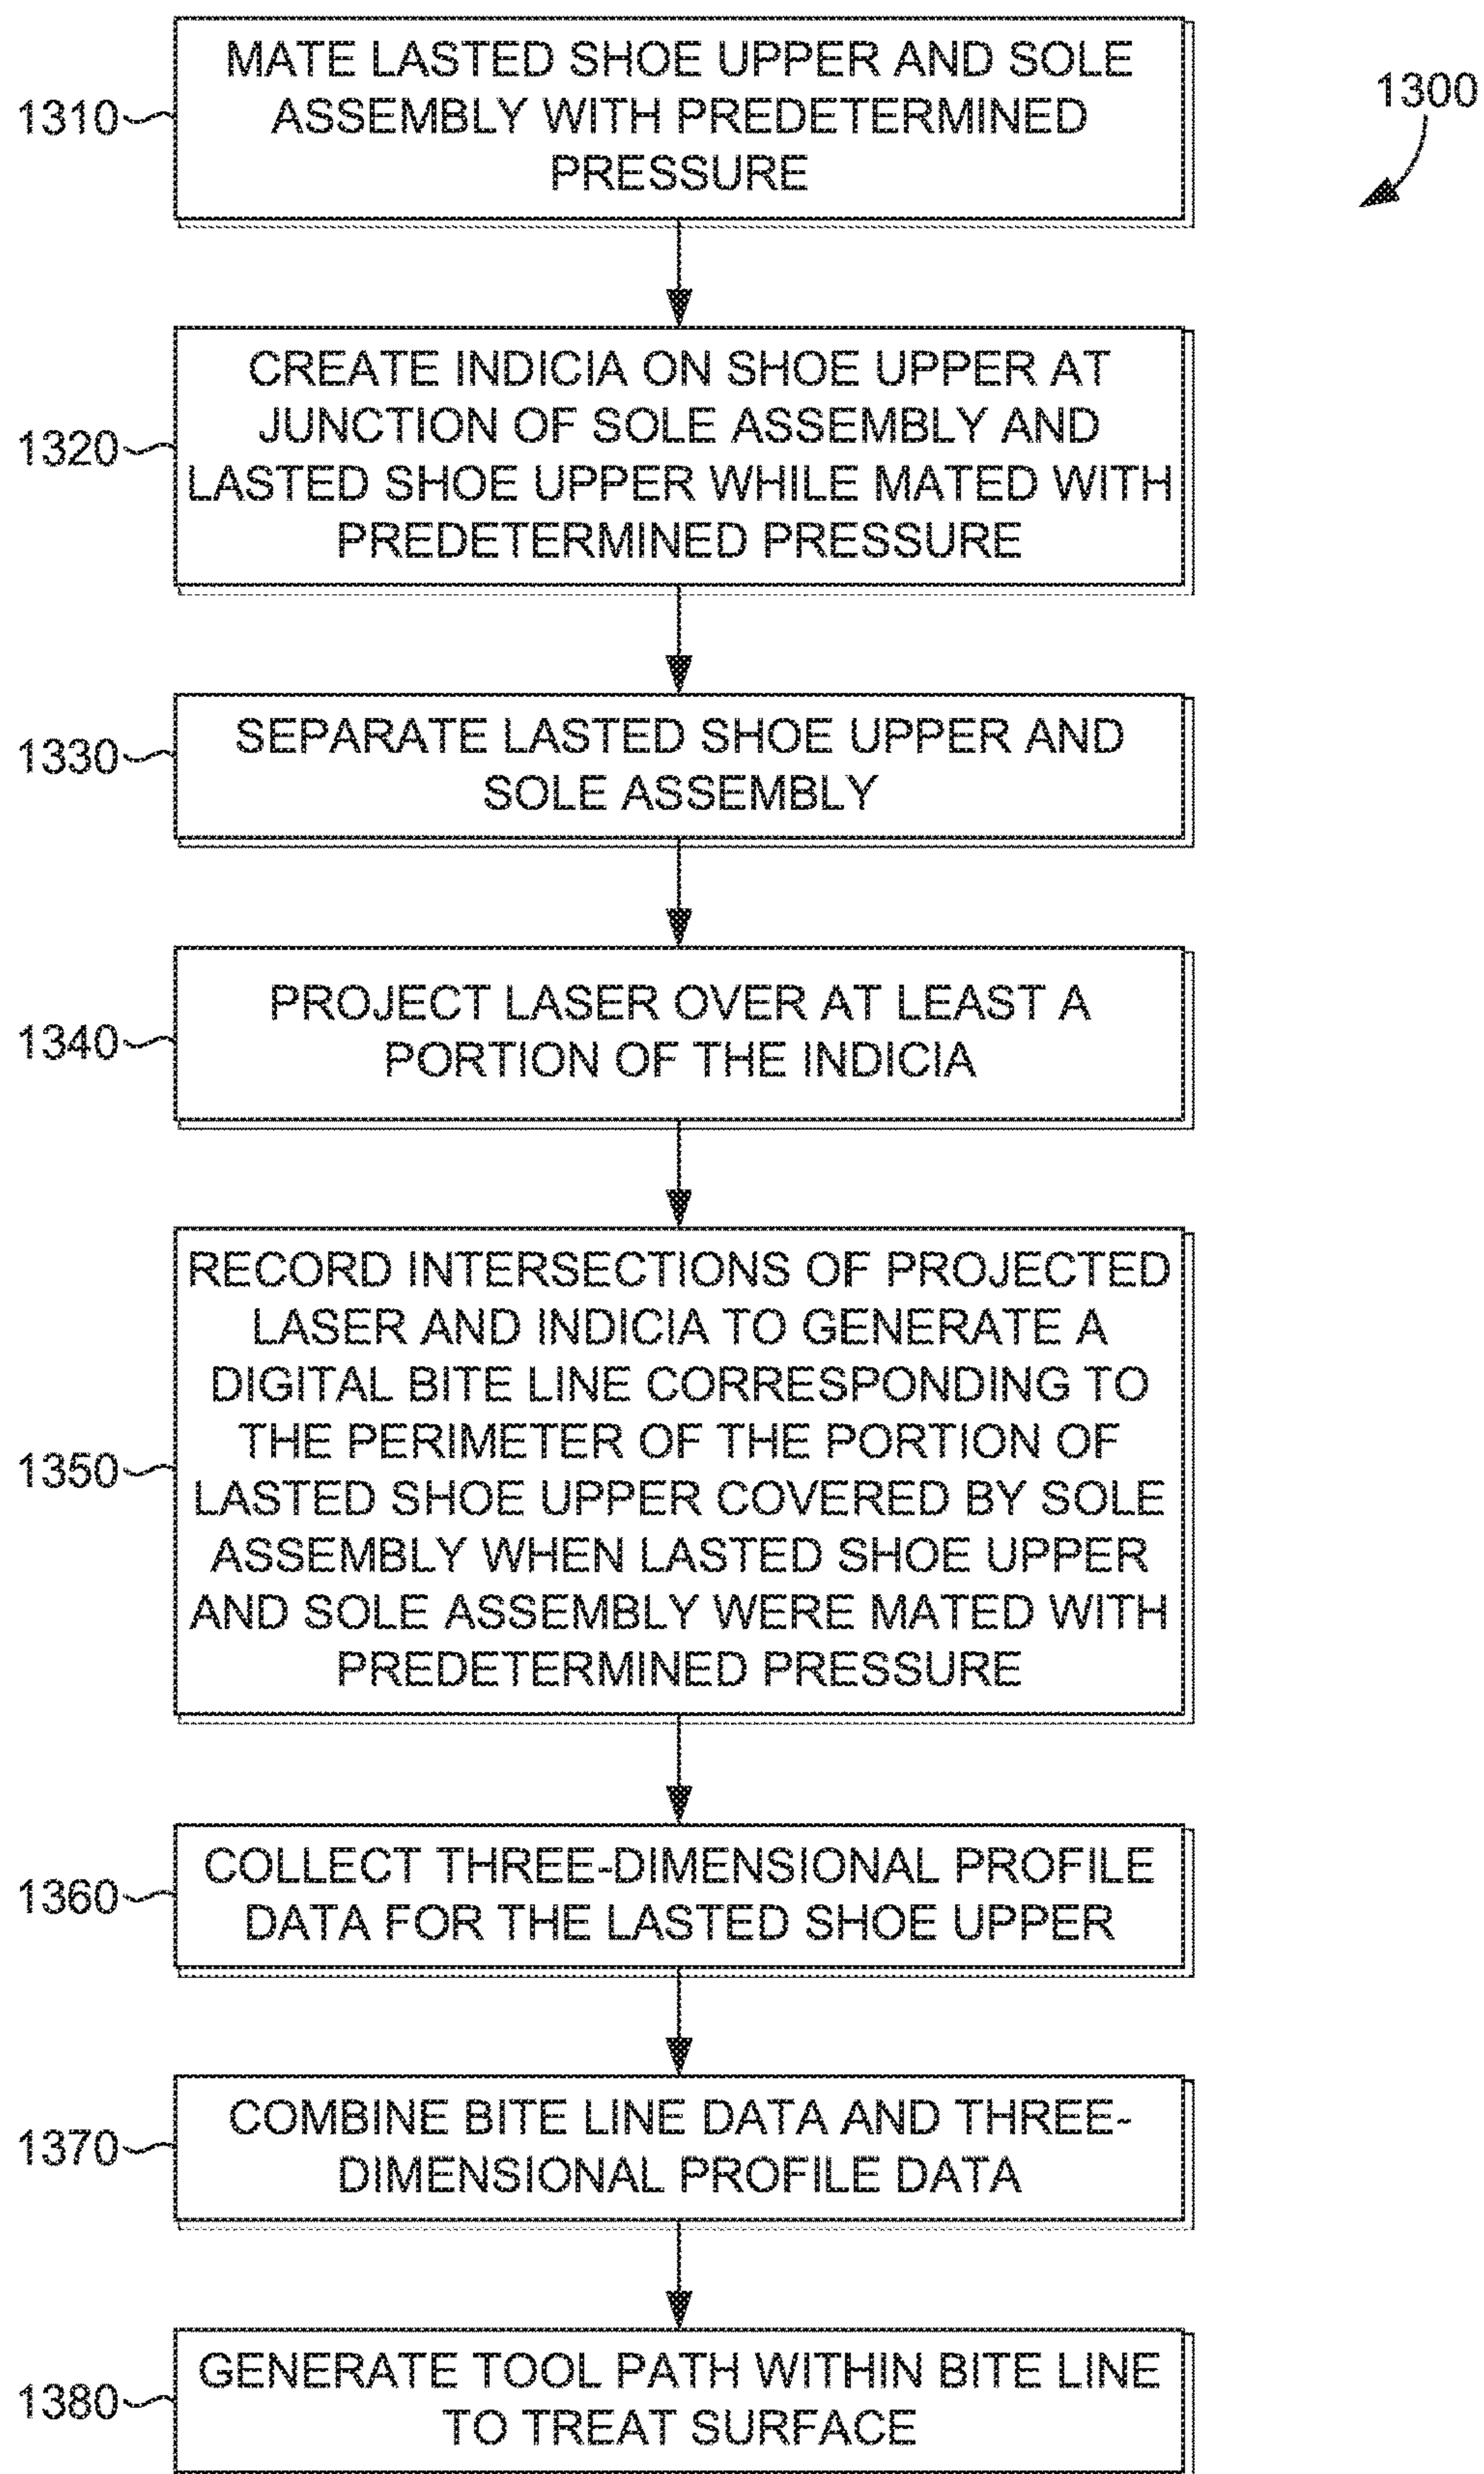 1300
1310
MATE LASTED SHOE UPPER AND SOLE
ASSEMBLY WITH PREDETERMINED
PRESSURE
1320
CREATE INDICIA ON SHOE UPPER AT
JUNCTION OF SOLE ASSEMBLY AND
LASTED SHOE UPPER WHILE MATED WITH
PREDETERMINED PRESSURE
1330
SEPARATE LASTED SHOE UPPER AND
SOLE ASSEMBLY
1340
PROJECT LASER OVER AT LEAST A
PORTION OF THE INDICIA
1350
RECORD INTERSECTIONS OF PROJECTED
LASER AND INDICIA TO GENERATE A
DIGITAL BITE LINE CORRESPONDING TO
THE PERIMETER OF THE PORTION OF
LASTED SHOE UPPER COVERED BY SOLE
ASSEMBLY WHEN LASTED SHOE UPPER
AND SOLE ASSEMBLY WERE MATED WITH
PREDETERMINED PRESSURE
1360
COLLECT THREE-DIMENSIONAL PROFILE
DATA FOR THE LASTED SHOE UPPER
1370
COMBINE BITE LINE DATA AND THREE-
DIMENSIONAL PROFILE DATA
1380
GENERATE TOOL PATH WITHIN BITE LINE
TO TREAT SURFACE